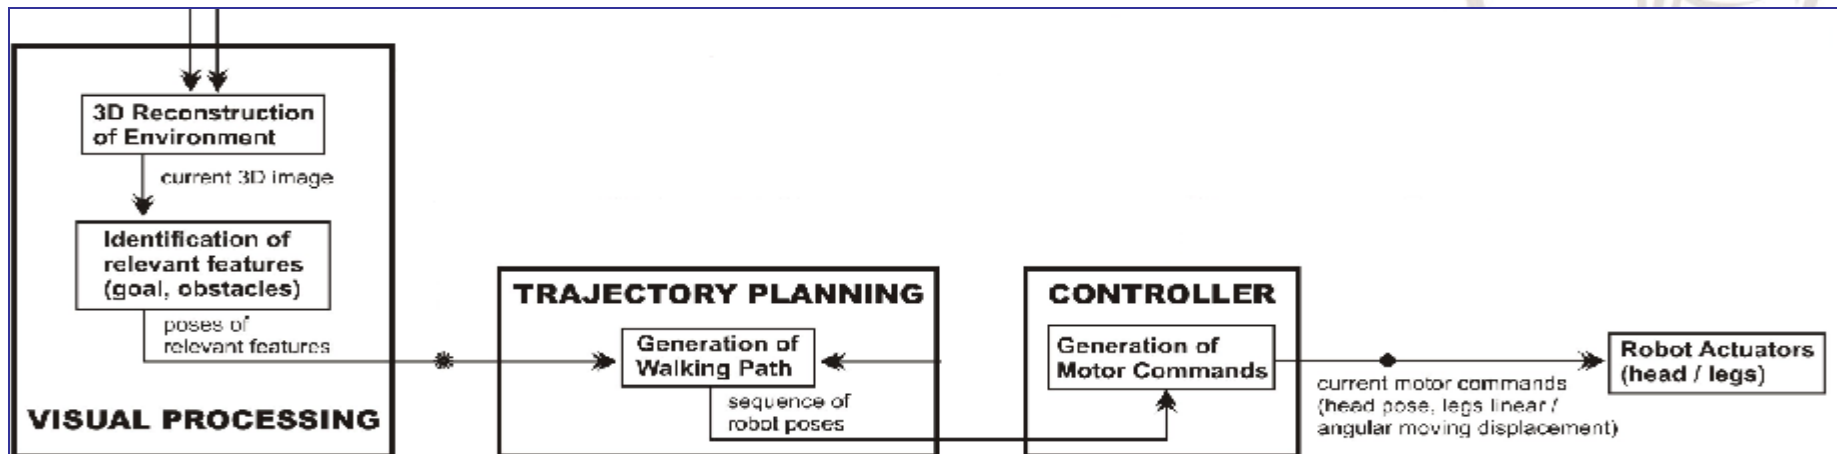 3D Reconstruction
of Environment
current 3D image
Identification of
relevant features
(goal, obstacles)
poses of
relevant features
VISUAL PROCESSING
TRAJECTORY PLANNING
Generation of
Walking Path
sequence of
robot poses
CONTROLLER
Generation of
Motor Commands
current motor commands
(head pose, legs linear /
angular moving displacement)
Robot Actuators
(head / legs)